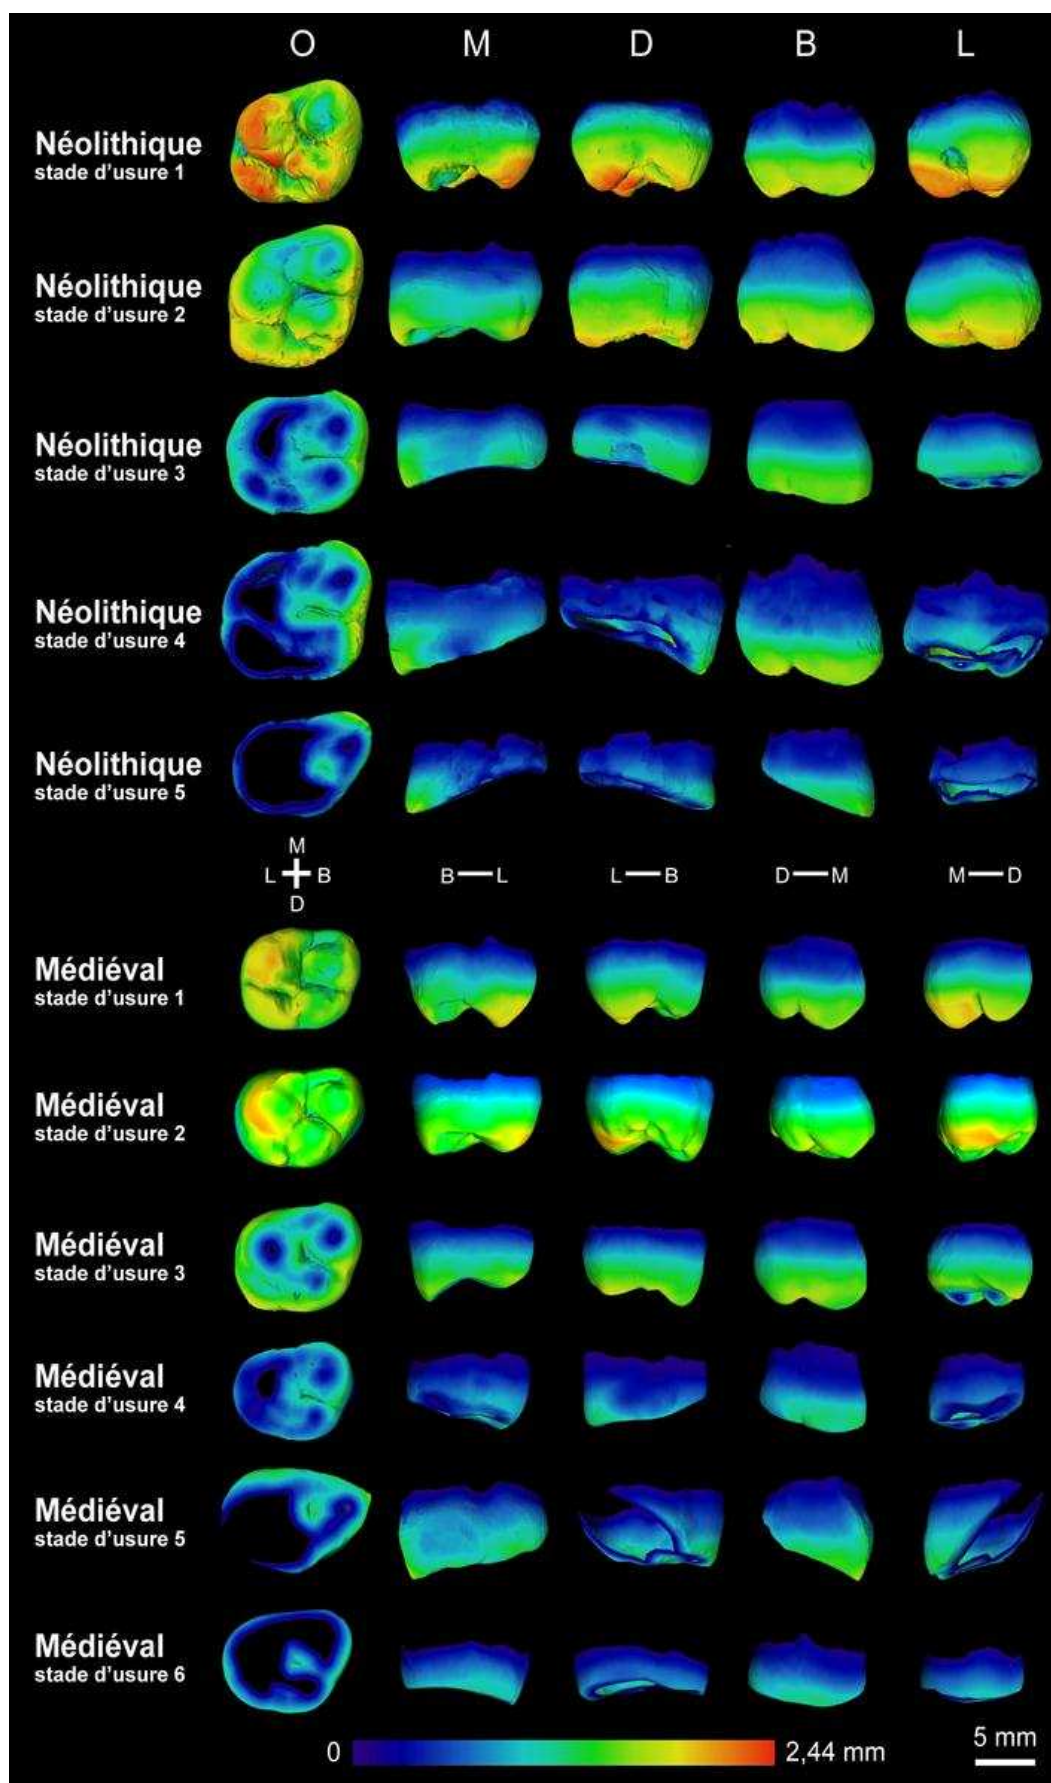 O M D B L
Néolithique
stade d'usure 1
Néolithique
stade d'usure 2
Néolithique
stade d'usure 3
Néolithique
stade d'usure 4
Néolithique
stade d'usure 5
M
L B B—L L—B D—M M—D
D
Médiéval
stade d'usure 1
Médiéval
stade d'usure 2
Médiéval
stade d'usure 3
Médiéval
stade d'usure 4
Médiéval
stade d'usure 5
Médiéval
stade d'usure 6
0 2,44 mm 5 mm